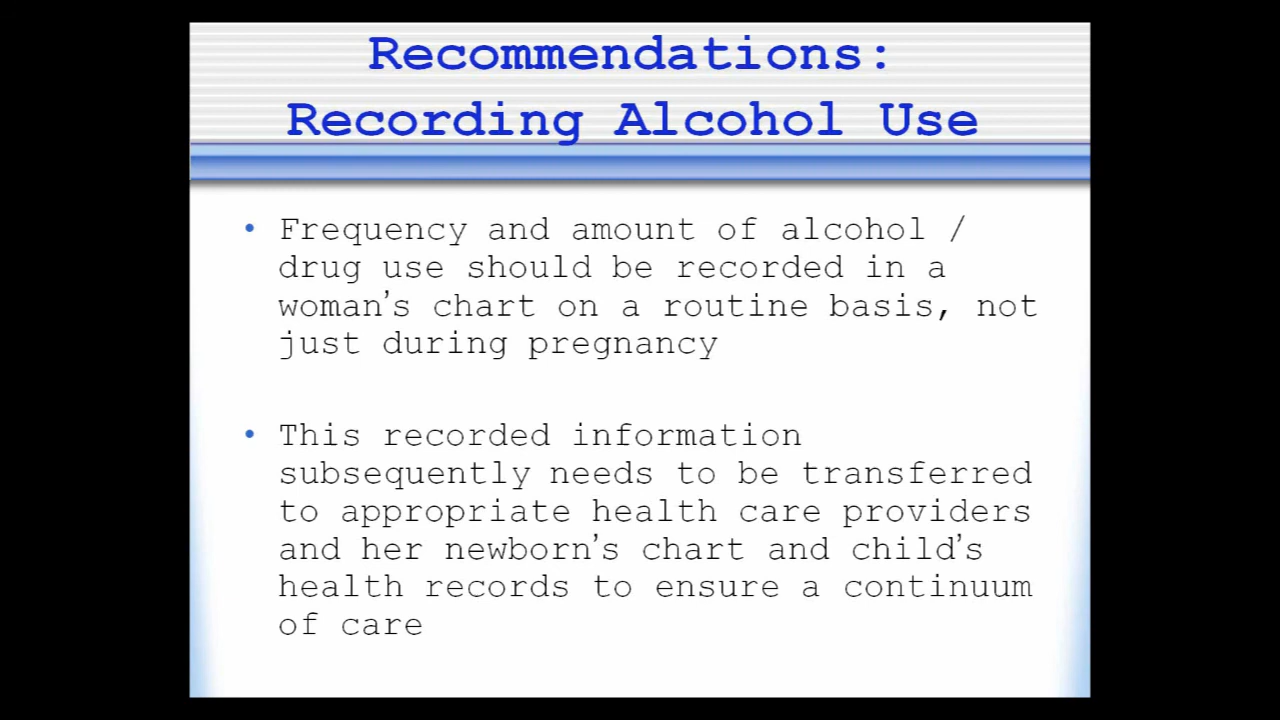 Recommendations:
Recording Alcohol Use
• Frequency and amount of alcohol /
drug use should be recorded in a
woman’s chart on a routine basis, not
just during pregnancy
• This recorded information
subsequently needs to be transferred
to appropriate health care providers
and her newborn’s chart and child’s
health records to ensure a continuum
of care